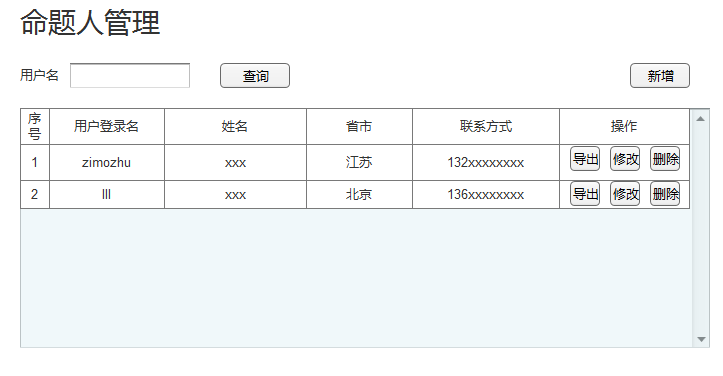 命题人管理
用户名 查询 新增
序号 用户登录名 姓名 省市 联系方式 操作
1 zimozhu xxx 江苏 132xxxxxxxx 导出 修改 删除
2 lll xxx 北京 136xxxxxxxx 导出 修改 删除